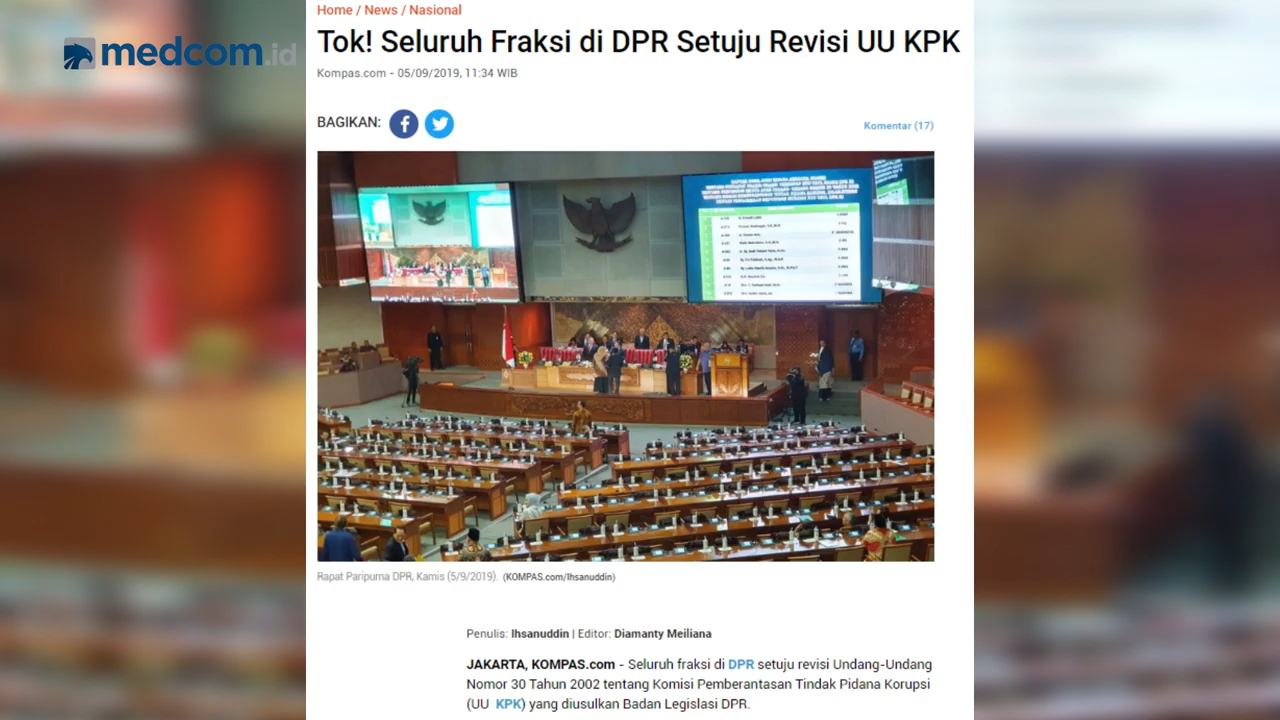 medcom.id
Home / News / Nasional
Tok! Seluruh Fraksi di DPR Setuju Revisi UU KPK
Kompas.com - 05/09/2019, 11:34 WIB
BAGIKAN:
Komentar (17)
Rapat Paripurna DPR, Kamis (5/9/2019). (KOMPAS.com/Ihsanuddin)
Penulis: Ihsanuddin | Editor: Diamanty Meiliana
JAKARTA, KOMPAS.com - Seluruh fraksi di DPR setuju revisi Undang-Undang
Nomor 30 Tahun 2002 tentang Komisi Pemberantasan Tindak Pidana Korupsi
(UU KPK) yang diusulkan Badan Legislasi DPR.